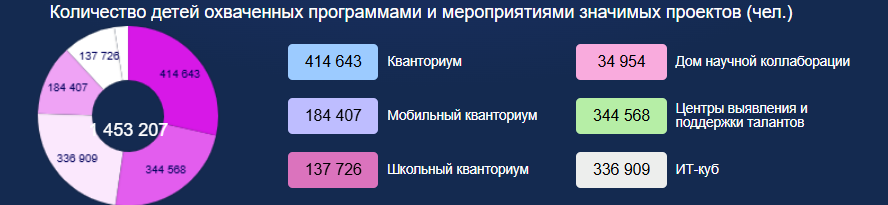 Количество детей охваченных программами и мероприятиями значимых проектов (чел.)
137 726
414 643
184 407
1 453 207
336 909
344 568
414 643 Кванториум
184 407 Мобильный кванториум
137 726 Школьный кванториум
34 954 Дом научной коллаборации
344 568 Центры выявления и
поддержки талантов
336 909 ИТ-куб